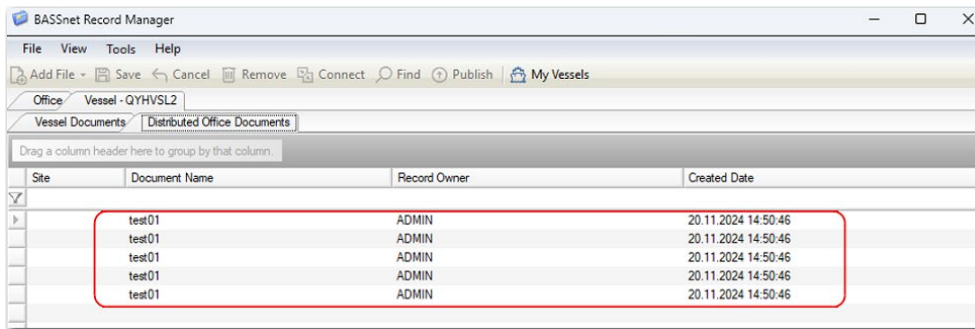 BASSnet Record Manager
File View Tools Help
Add File Save Cancel Remove Connect Find Publish My Vessels
Office Vessel - QYHVSL2
Vessel Documents Distributed Office Documents
Drag a column header here to group by that column.
Site Document Name Record Owner Created Date
test01 ADMIN 20.11.2024 14:50:46
test01 ADMIN 20.11.2024 14:50:46
test01 ADMIN 20.11.2024 14:50:46
test01 ADMIN 20.11.2024 14:50:46
test01 ADMIN 20.11.2024 14:50:46